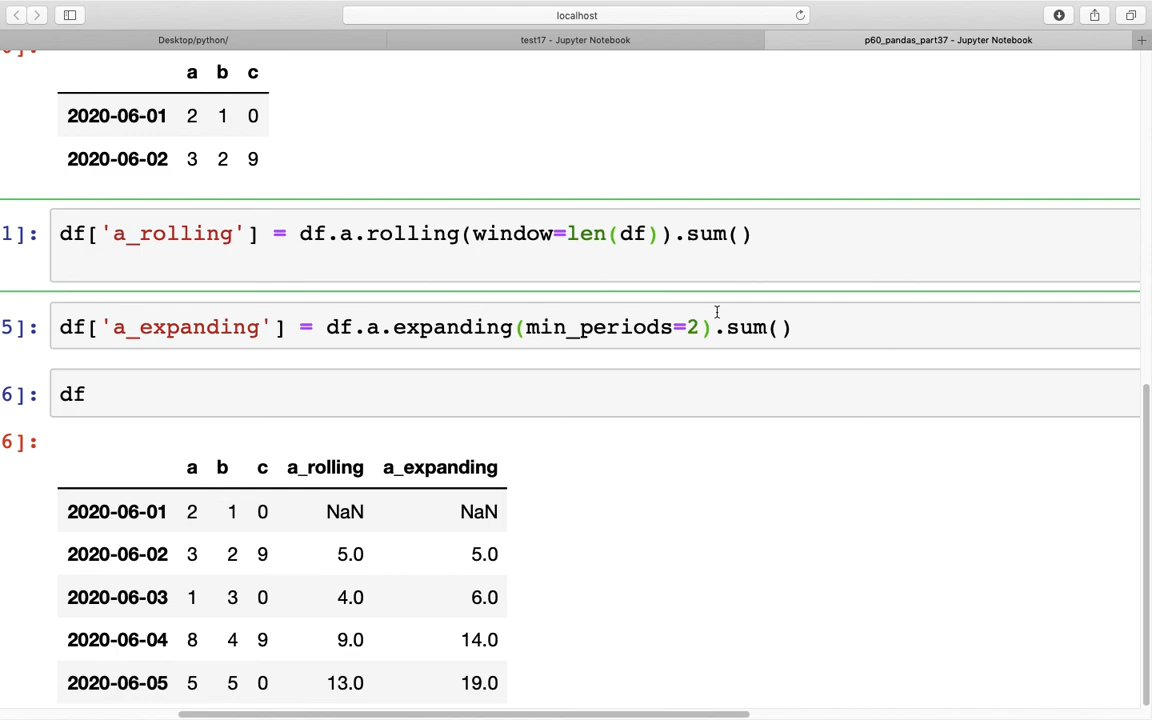 localhost
Desktop/python/ test17 - Jupyter Notebook p60_pandas_part37 - Jupyter Notebook
a b c
2020-06-01 2 1 0
2020-06-02 3 2 9
1]: df['a_rolling'] = df.a.rolling(window=len(df)).sum()
5]: df['a_expanding'] = df.a.expanding(min_periods=2).sum()
6]: df
6]:
a b c a_rolling a_expanding
2020-06-01 2 1 0 NaN NaN
2020-06-02 3 2 9 5.0 5.0
2020-06-03 1 3 0 4.0 6.0
2020-06-04 8 4 9 9.0 14.0
2020-06-05 5 5 0 13.0 19.0